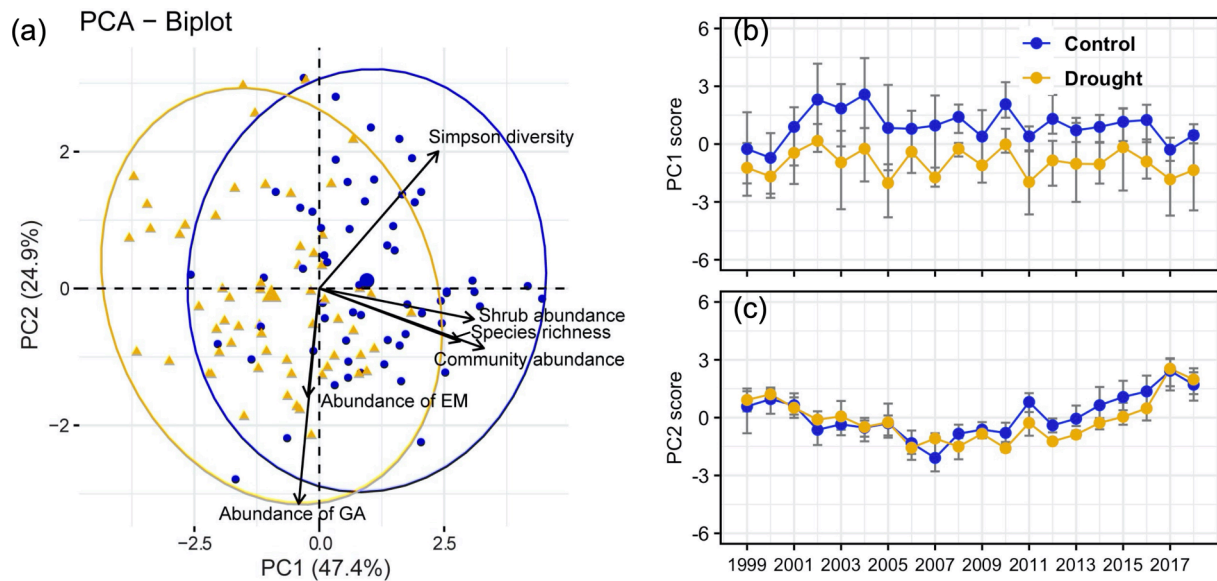 (a)
PCA − Biplot
Simpson diversity
Shrub abundance
Species richness
Community abundance
Abundance of EM
Abundance of GA
2
0
−2
−2.5
0.0
2.5
PC2 (24.9%)
PC1 (47.4%)
(b)
Control
Drought
6
3
0
-3
-6
PC1 score
(c)
6
3
0
-3
-6
PC2 score
1999 2001 2003 2005 2007 2009 2011 2013 2015 2017